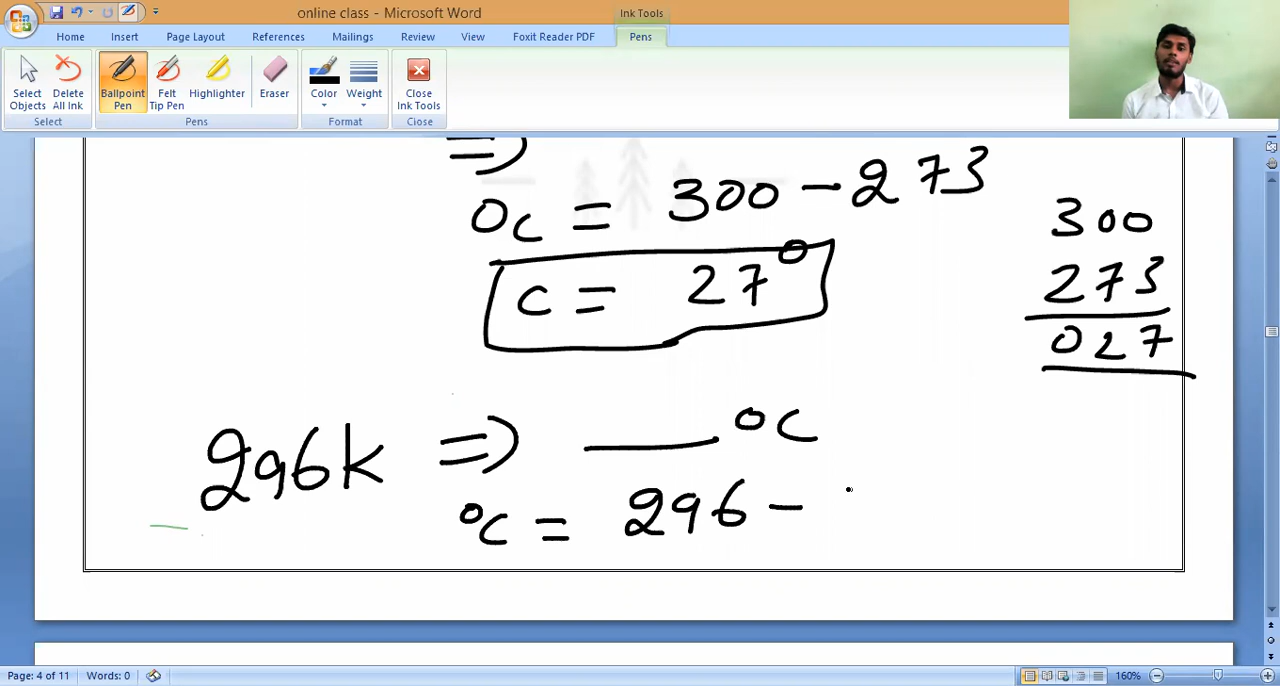 online class - Microsoft Word
Ink Tools
Home Insert Page Layout References Mailings Review View Foxit Reader PDF Pens
Select Objects
Delete All Ink
Ballpoint Pen
Felt Tip Pen
Highlighter
Eraser
Color
Weight
Close Ink Tools
Select Pens Format Close
⇒
°C = 300 - 273
C = 27°
300
273
027
296k ⇒ ____ °C
°C = 296 -
Page: 4 of 11 Words: 0 160%